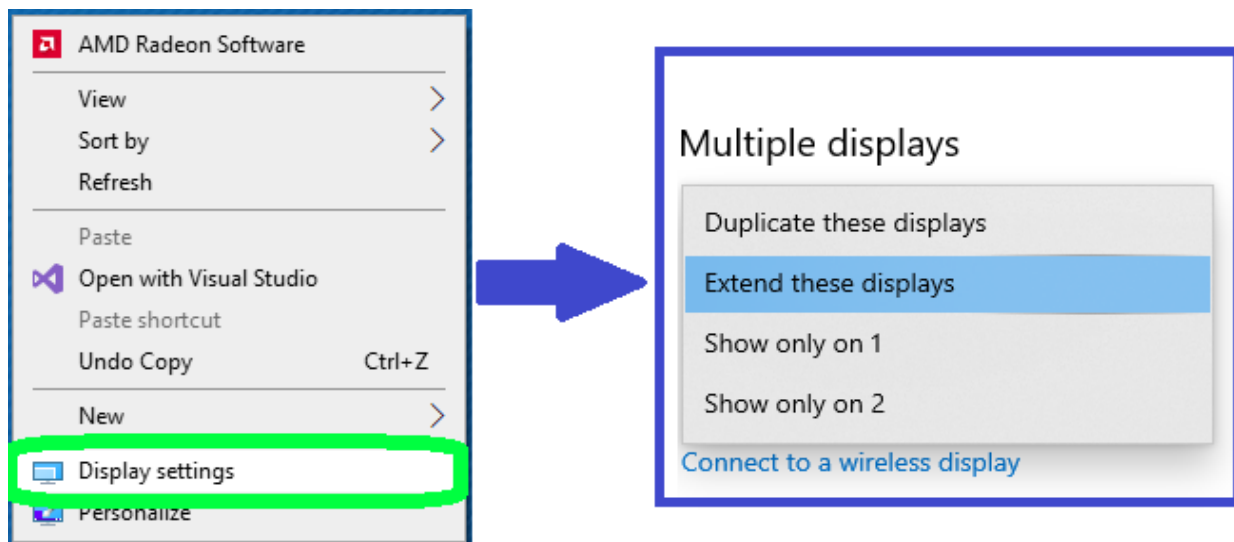 AMD Radeon Software
View
Sort by
Refresh
Paste
Open with Visual Studio
Paste shortcut
Undo Copy Ctrl+Z
New
Display settings
Personalize
Multiple displays
Duplicate these displays
Extend these displays
Show only on 1
Show only on 2
Connect to a wireless display